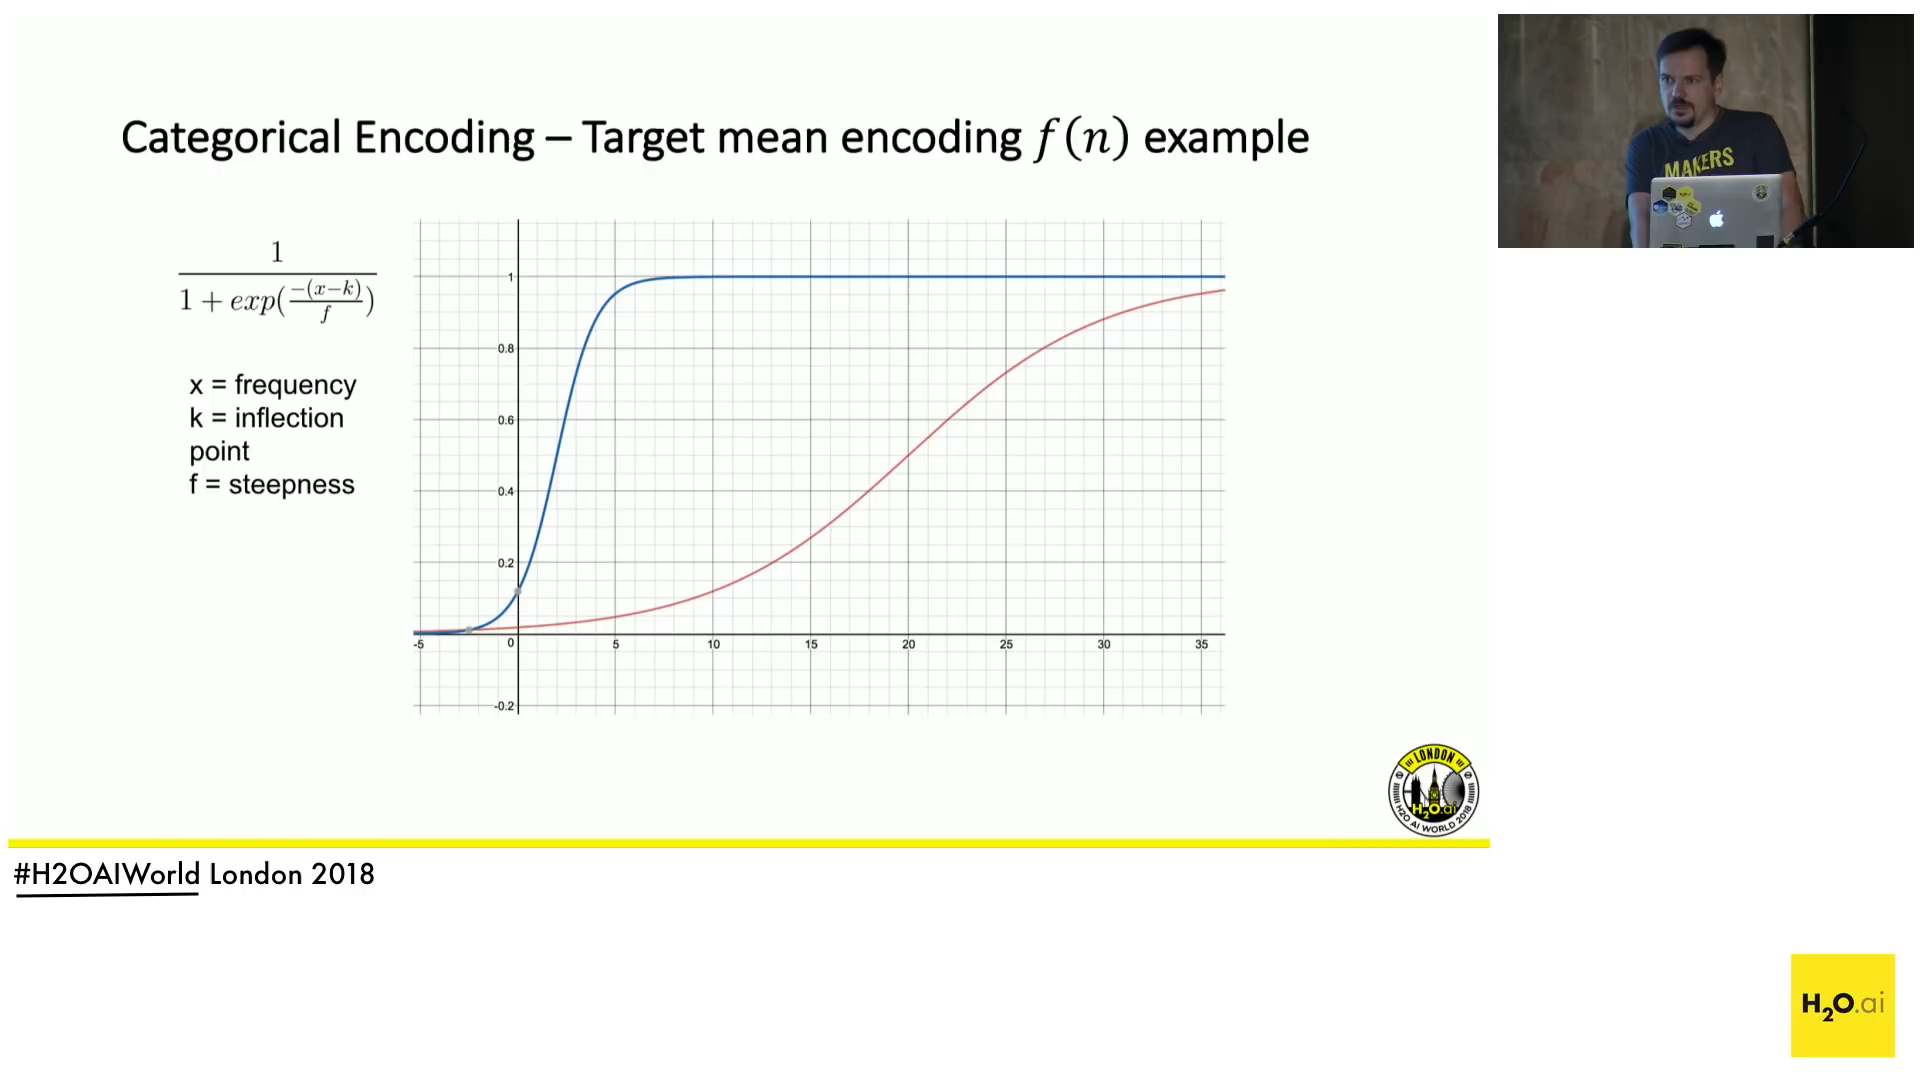 Categorical Encoding – Target mean encoding f(n) example
1
1 + exp(−(x−k)
f)
x = frequency
k = inflection
point
f = steepness
1
0.8
0.6
0.4
0.2
-0.2
-5
0
5
10
15
20
25
30
35
MAKERS
LONDON
H2O.ai
H2O AI WORLD 2018
#H2OAIWorld London 2018
H2O.ai